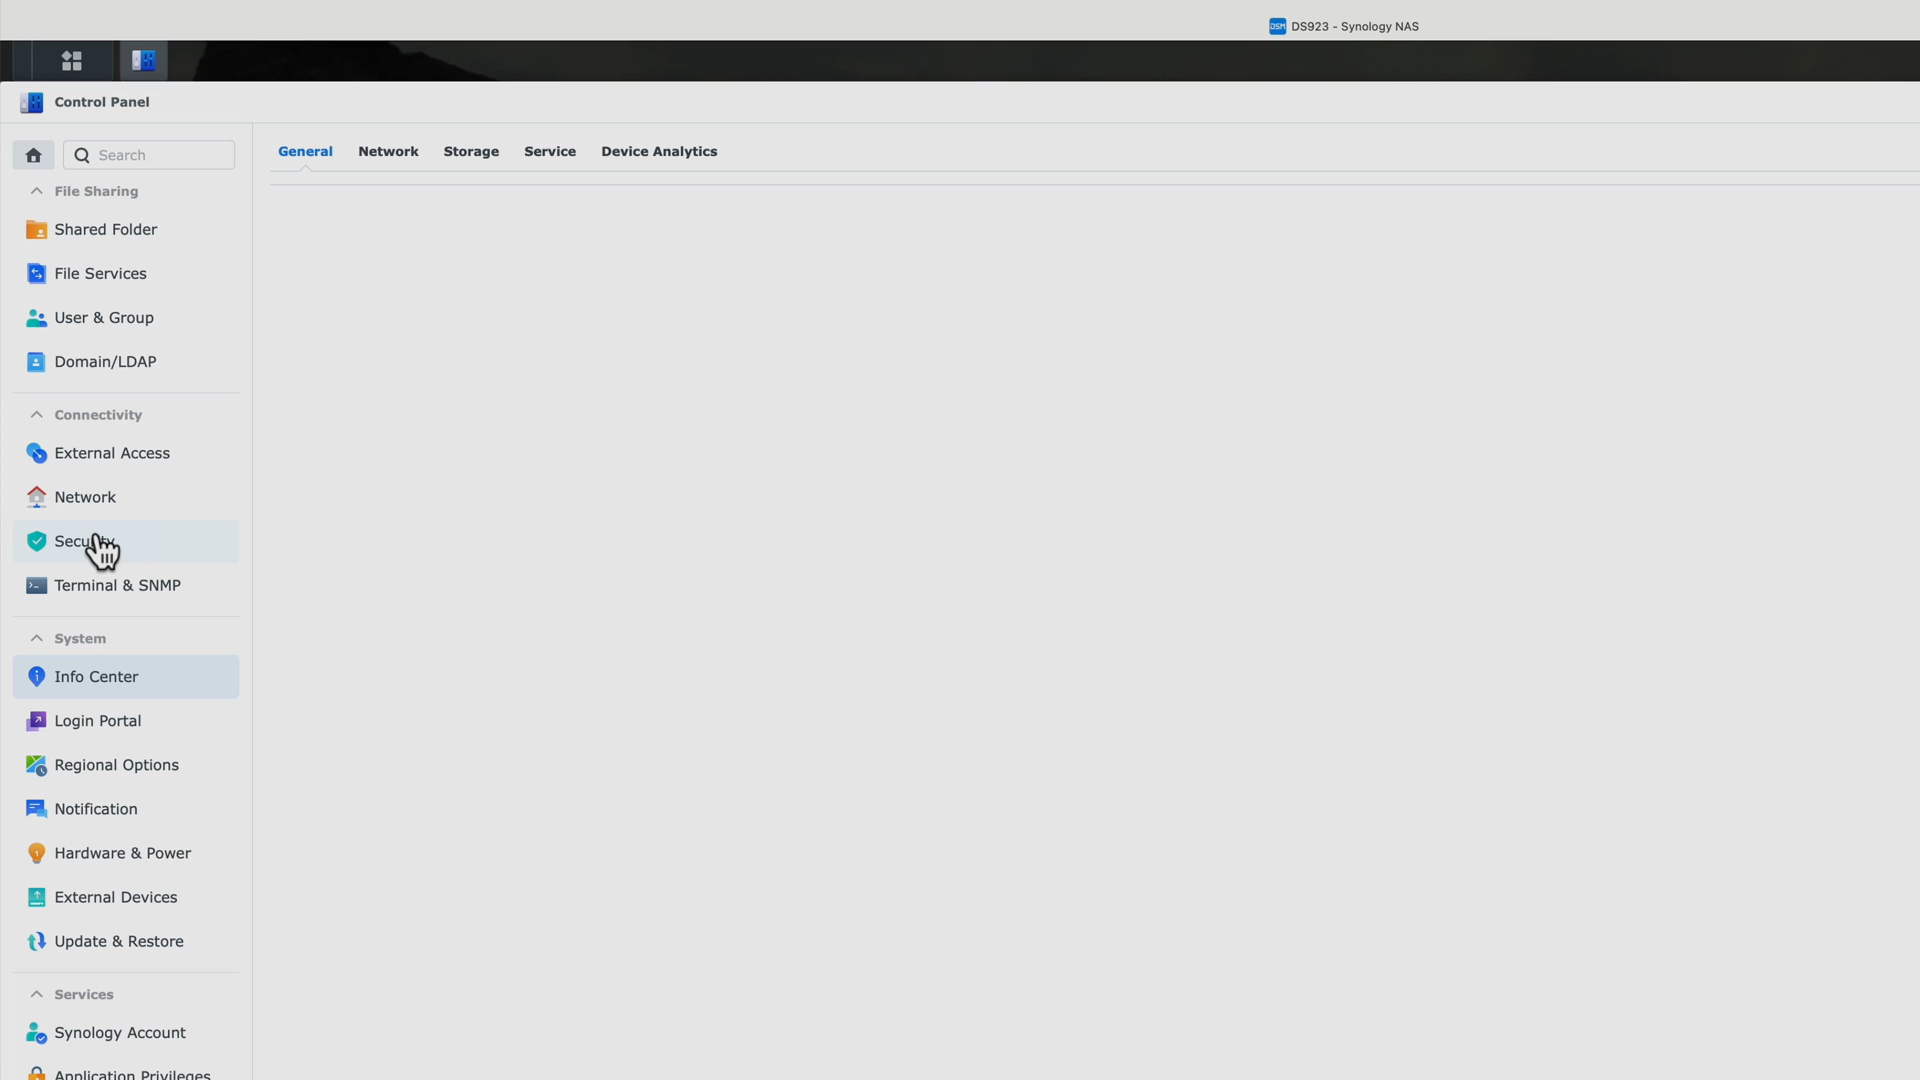 DSM DS923 - Synology NAS
Control Panel
Search
General Network Storage Service Device Analytics
File Sharing
Shared Folder
File Services
User & Group
Domain/LDAP
Connectivity
External Access
Network
Security
Terminal & SNMP
System
Info Center
Login Portal
Regional Options
Notification
Hardware & Power
External Devices
Update & Restore
Services
Synology Account
Application Privileges